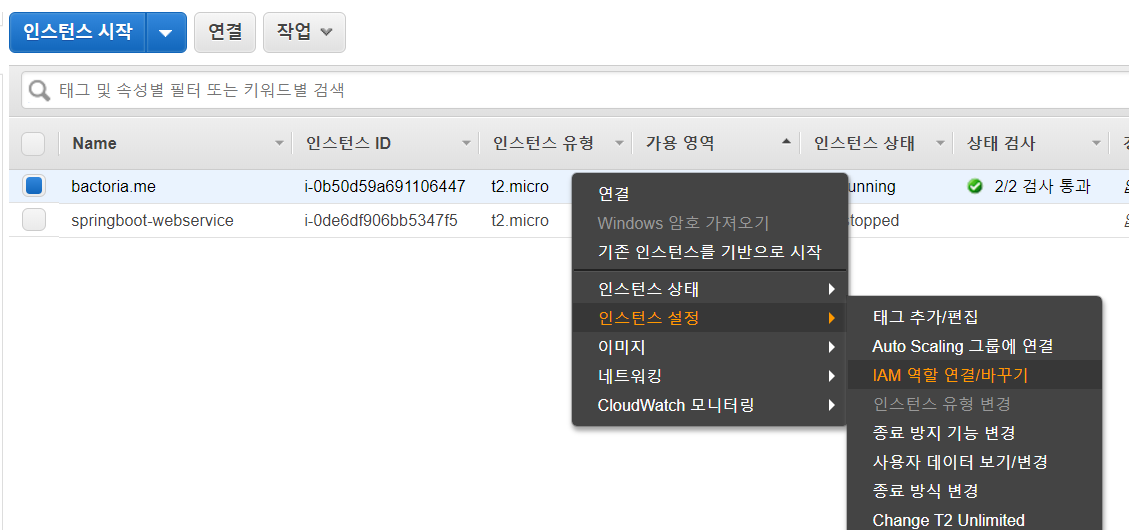 인스턴스 시작 연결 작업
태그 및 속성별 필터 또는 키워드별 검색
Name 인스턴스 ID 인스턴스 유형 가용 영역 인스턴스 상태 상태 검사
bactoria.me i-0b50d59a691106447 t2.micro unning 2/2 검사 통과
springboot-webservice i-0de6df906bb5347f5 t2.micro stopped
연결
Windows 암호 가져오기
기존 인스턴스를 기반으로 시작
인스턴스 상태
인스턴스 설정
이미지
네트워킹
CloudWatch 모니터링
태그 추가/편집
Auto Scaling 그룹에 연결
IAM 역할 연결/바꾸기
인스턴스 유형 변경
종료 방지 기능 변경
사용자 데이터 보기/변경
종료 방식 변경
Change T2 Unlimited